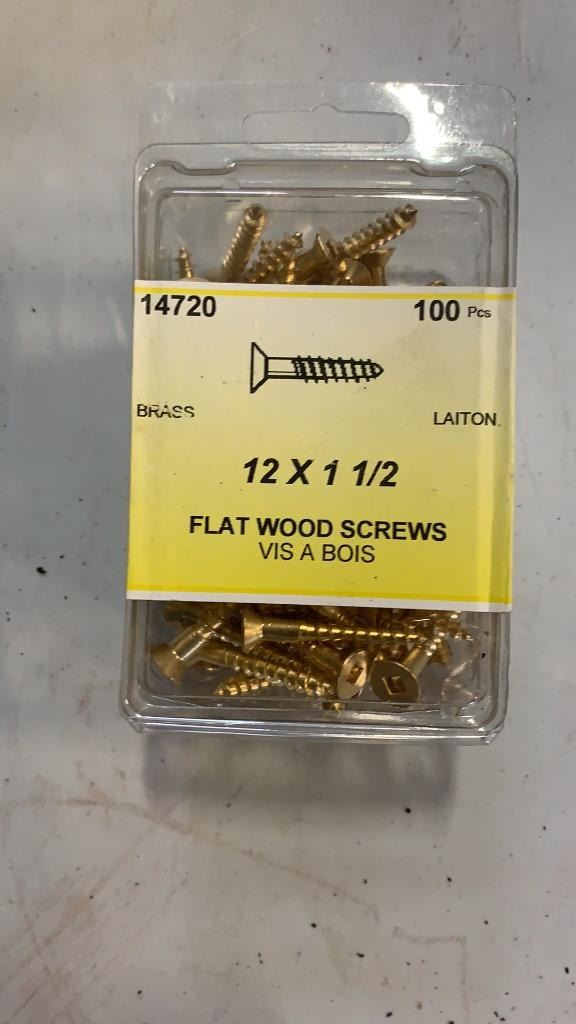 14720 100 Pcs
BRASS LAITON.
12 X 1 1/2
FLAT WOOD SCREWS
VIS A BOIS